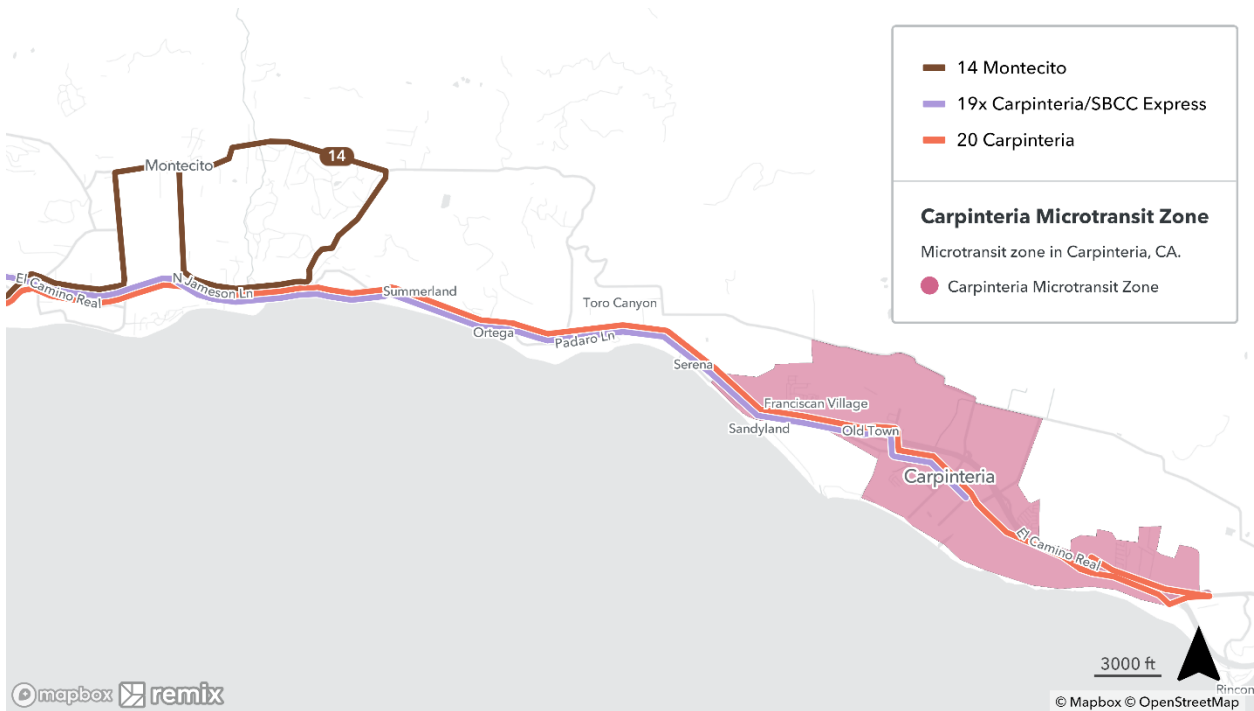 14 Montecito
19x Carpinteria/SBCC Express
20 Carpinteria
Carpinteria Microtransit Zone
Microtransit zone in Carpinteria, CA.
Carpinteria Microtransit Zone
Montecito
14
El Camino Real
N Jameson Ln
Summerland
Ortega
Padaro Ln
Toro Canyon
Serena
Franciscan Village
Sandyland
Old Town
Carpinteria
El Camino Real
3000 ft
Rincon
mapbox remix
© Mapbox © OpenStreetMap